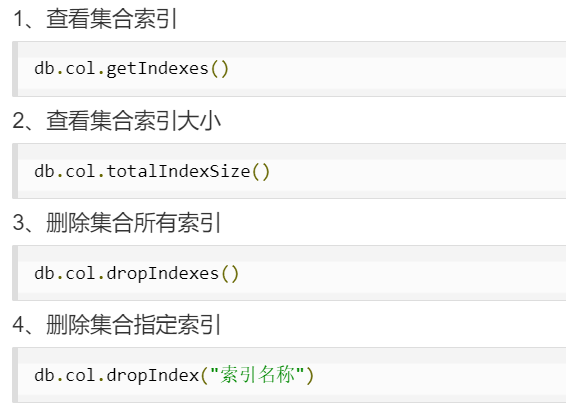 1、查看集合索引
db.col.getIndexes()
2、查看集合索引大小
db.col.totalIndexSize()
3、删除集合所有索引
db.col.dropIndexes()
4、删除集合指定索引
db.col.dropIndex("索引名称")